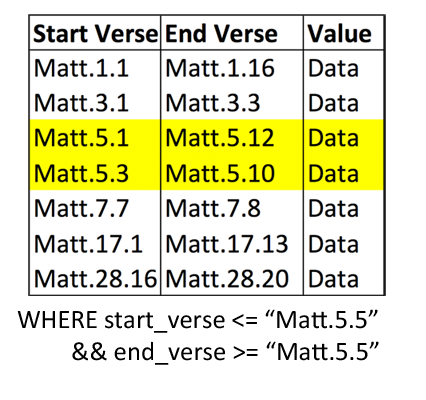 Start Verse End Verse Value
Matt.1.1 Matt.1.16 Data
Matt.3.1 Matt.3.3 Data
Matt.5.1 Matt.5.12 Data
Matt.5.3 Matt.5.10 Data
Matt.7.7 Matt.7.8 Data
Matt.17.1 Matt.17.13 Data
Matt.28.16 Matt.28.20 Data
WHERE start_verse <= “Matt.5.5”
&& end_verse >= “Matt.5.5”